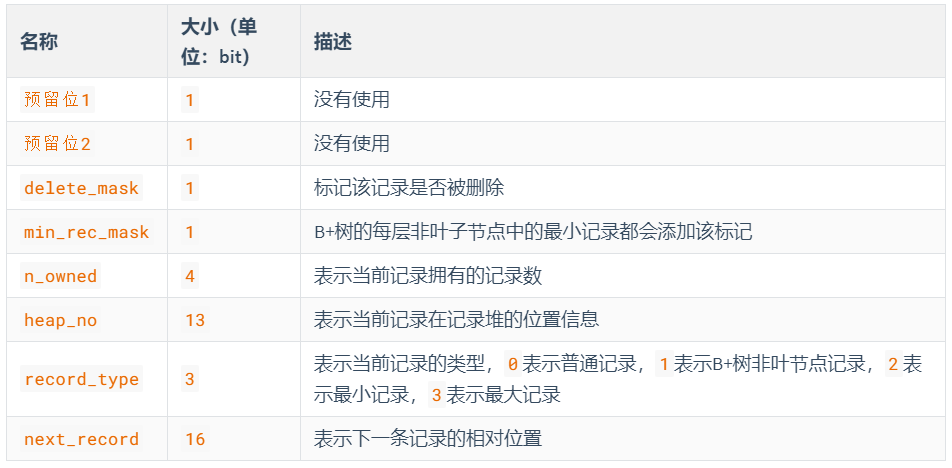 名称 大小（单位：bit） 描述
预留位1 1 没有使用
预留位2 1 没有使用
delete_mask 1 标记该记录是否被删除
min_rec_mask 1 B+树的每层非叶子节点中的最小记录都会添加该标记
n_owned 4 表示当前记录拥有的记录数
heap_no 13 表示当前记录在记录堆的位置信息
record_type 3 表示当前记录的类型，0表示普通记录，1表示B+树非叶节点记录，2表
示最小记录，3表示最大记录
next_record 16 表示下一条记录的相对位置